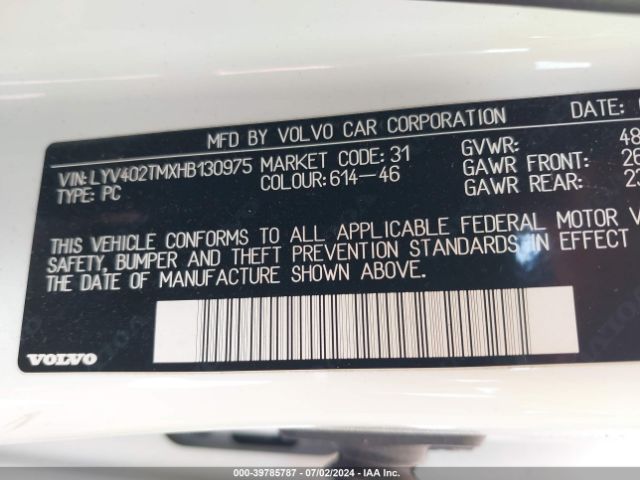 MFD BY VOLVO CAR CORPORATION
DATE:
VIN:LYV402TMXHB130975
MARKET CODE: 31
GVWR: 48
TYPE: PC
COLOUR:614-46
GAWR FRONT:
GAWR REAR: 23
THIS VEHICLE CONFORMS TO ALL APPLICABLE FEDERAL MOTOR V
SAFETY, BUMPER AND THEFT PREVENTION STANDARDS IN EFFECT
THE DATE OF MANUFACTURE SHOWN ABOVE.
VOLVO
000-39785787 - 07/02/2024 - IAA Inc.